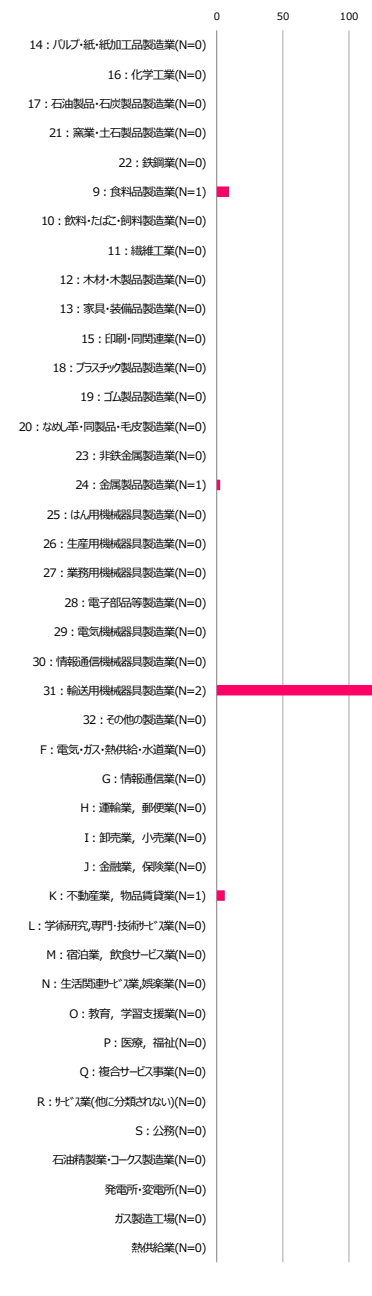 0 50 100
14：パルプ・紙・紙加工品製造業(N=0)
16：化学工業(N=0)
17：石油製品・石炭製品製造業(N=0)
21：窯業・土石製品製造業(N=0)
22：鉄鋼業(N=0)
9：食料品製造業(N=1)
10：飲料・たばこ・飼料製造業(N=0)
11：繊維工業(N=0)
12：木材・木製品製造業(N=0)
13：家具・装備品製造業(N=0)
15：印刷・同関連業(N=0)
18：プラスチック製品製造業(N=0)
19：ゴム製品製造業(N=0)
20：なめし革・同製品・毛皮製造業(N=0)
23：非鉄金属製造業(N=0)
24：金属製品製造業(N=1)
25：はん用機械器具製造業(N=0)
26：生産用機械器具製造業(N=0)
27：業務用機械器具製造業(N=0)
28：電子部品等製造業(N=0)
29：電気機械器具製造業(N=0)
30：情報通信機械器具製造業(N=0)
31：輸送用機械器具製造業(N=2)
32：その他の製造業(N=0)
F：電気・ガス・熱供給・水道業(N=0)
G：情報通信業(N=0)
H：運輸業，郵便業(N=0)
I：卸売業，小売業(N=0)
J：金融業，保険業(N=0)
K：不動産業，物品賃貸業(N=1)
L：学術研究,専門・技術ｻｰﾋﾞｽ業(N=0)
M：宿泊業，飲食サービス業(N=0)
N：生活関連ｻｰﾋﾞｽ業,娯楽業(N=0)
O：教育，学習支援業(N=0)
P：医療，福祉(N=0)
Q：複合サービス事業(N=0)
R：ｻｰﾋﾞｽ業(他に分類されない)(N=0)
S：公務(N=0)
石油精製業・コークス製造業(N=0)
発電所・変電所(N=0)
ガス製造工場(N=0)
熱供給業(N=0)